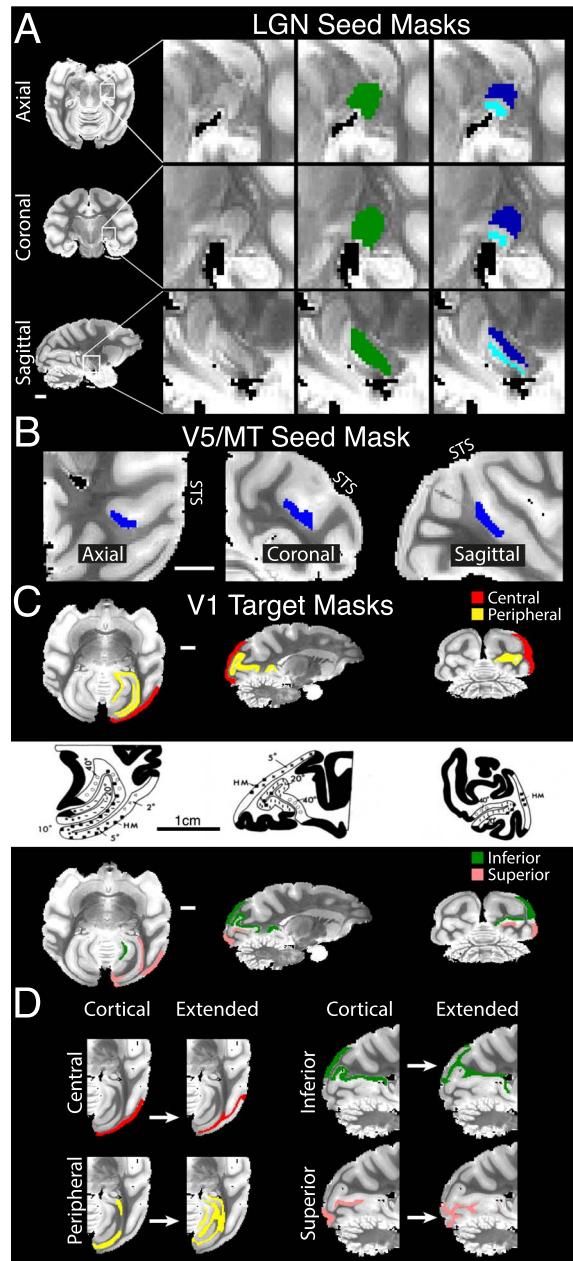 A
LGN Seed Masks
Axial
Coronal
Sagittal
B
V5/MT Seed Mask
STS
STS
STS
Axial
Coronal
Sagittal
C
V1 Target Masks
Central
Peripheral
40°
20°
2°
10°
HM
5°
1cm
5°
HM
20°
40°
40°
HM
Inferior
Superior
D
Cortical
Extended
Cortical
Extended
Central
Inferior
Peripheral
Superior